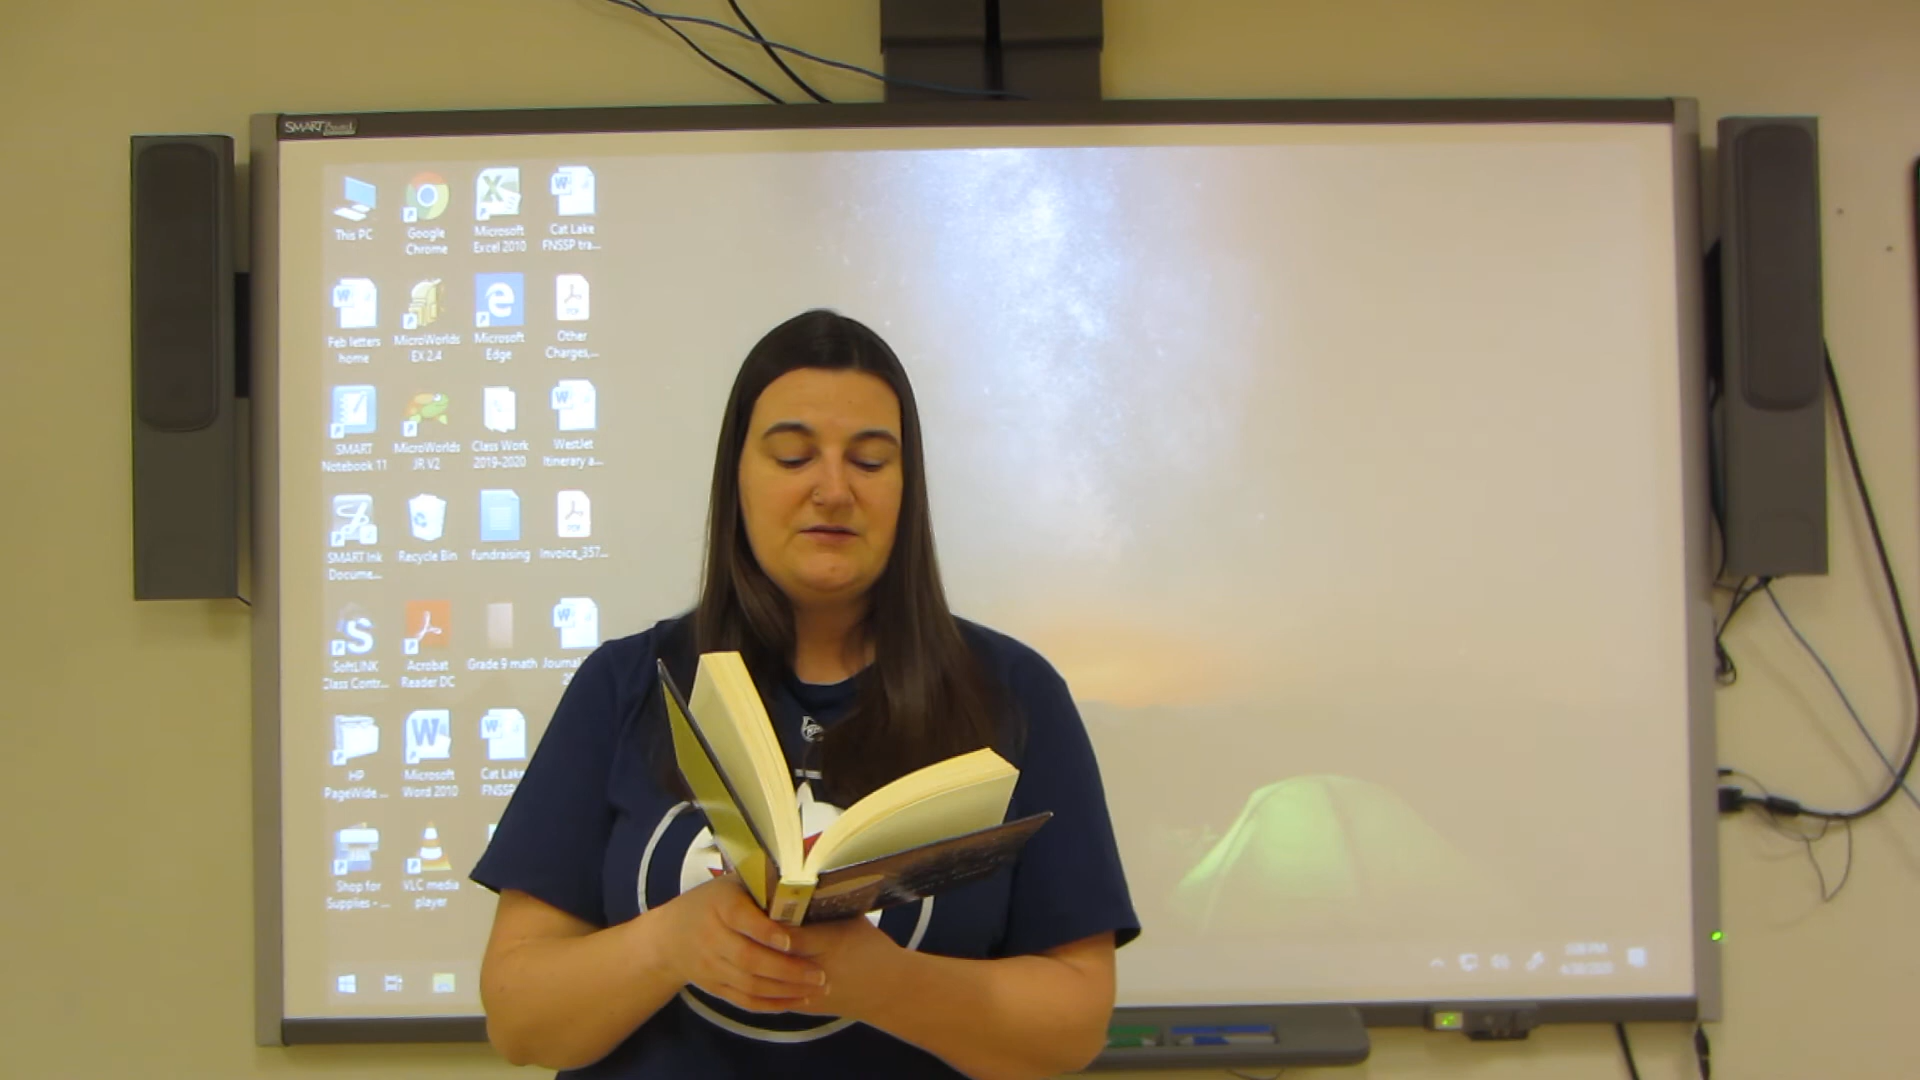 SMART Board
This PC
Google
Chrome
Microsoft
Excel 2010
Cat Lake
FNSSP tra...
Feb letters
home
MicroWorlds
EX 2.4
Microsoft
Edge
Other
Charges,...
SMART
Notebook 11
MicroWorlds
JR V2
Class Work
2019-2020
WestJet
Itinerary a...
SMART Ink
Docume...
Recycle Bin
fundraising
Invoice_357...
SoftLINK
Class Contr...
Acrobat
Reader DC
Grade 9 math
Journal
20
HP
PageWide ...
Microsoft
Word 2010
Cat Lake
FNSSP
Shop for
Supplies - ...
VLC media
player